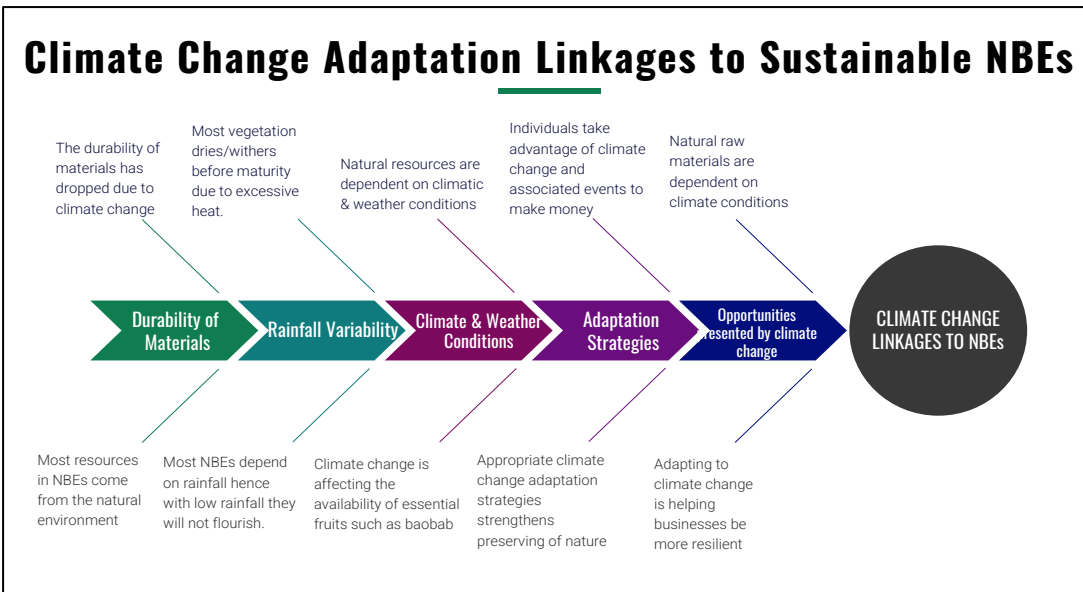 Climate Change Adaptation Linkages to Sustainable NBEs
The durability of
materials has
dropped due to
climate change
Most vegetation
dries/withers
before maturity
due to excessive
heat.
Natural resources are
dependent on climatic
& weather conditions
Individuals take
advantage of climate
change and
associated events to
make money
Natural raw
materials are
dependent on
climate conditions
Durability of
Materials
Rainfall Variability
Climate & Weather
Conditions
Adaptation
Strategies
Opportunities
resented by climate
change
CLIMATE CHANGE
LINKAGES TO NBEs
Most resources
in NBEs come
from the natural
environment
Most NBEs depend
on rainfall hence
with low rainfall they
will not flourish.
Climate change is
affecting the
availability of essential
fruits such as baobab
Appropriate climate
change adaptation
strategies
strengthens
preserving of nature
Adapting to
climate change
is helping
businesses be
more resilient